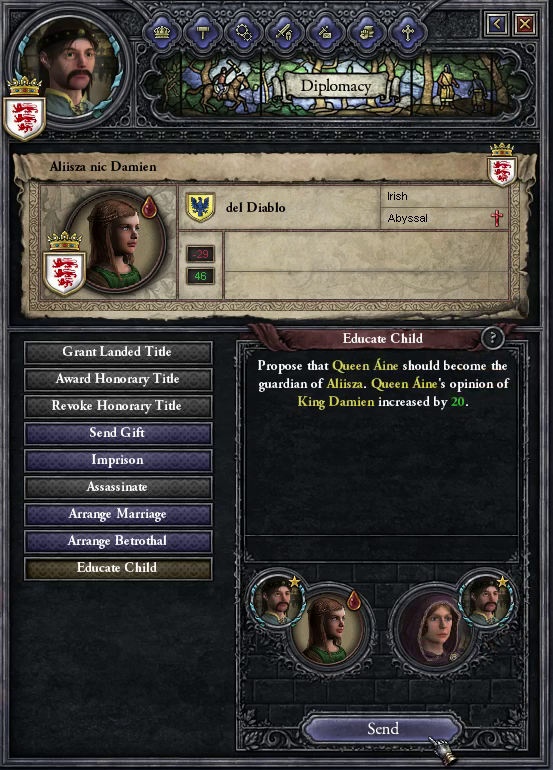 Diplomacy
Aliisza nic Damien
del Diablo
Irish
Abyssal
-29
46
Educate Child
?
Propose that Queen Áine should become the
guardian of Aliisza. Queen Áine's opinion of
King Damien increased by 20.
Grant Landed Title
Award Honorary Title
Revoke Honorary Title
Send Gift
Imprison
Assassinate
Arrange Marriage
Arrange Betrothal
Educate Child
Send